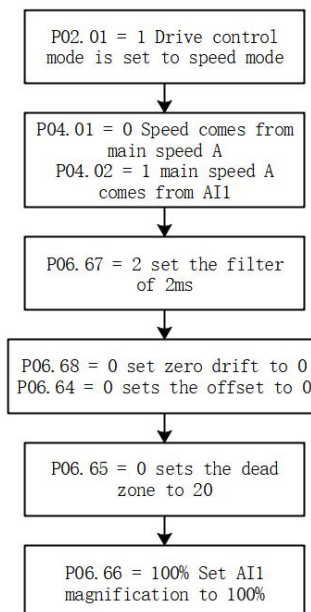 P02.01 = 1 Drive control
mode is set to speed mode
P04.01 = 0 Speed comes from
main speed A
P04.02 = 1 main speed A
comes from AI1
P06.67 = 2 set the filter
of 2ms
P06.68 = 0 set zero drift to 0
P06.64 = 0 sets the offset to 0
P06.65 = 0 sets the dead
zone to 20
P06.66 = 100% Set AI1
magnification to 100%